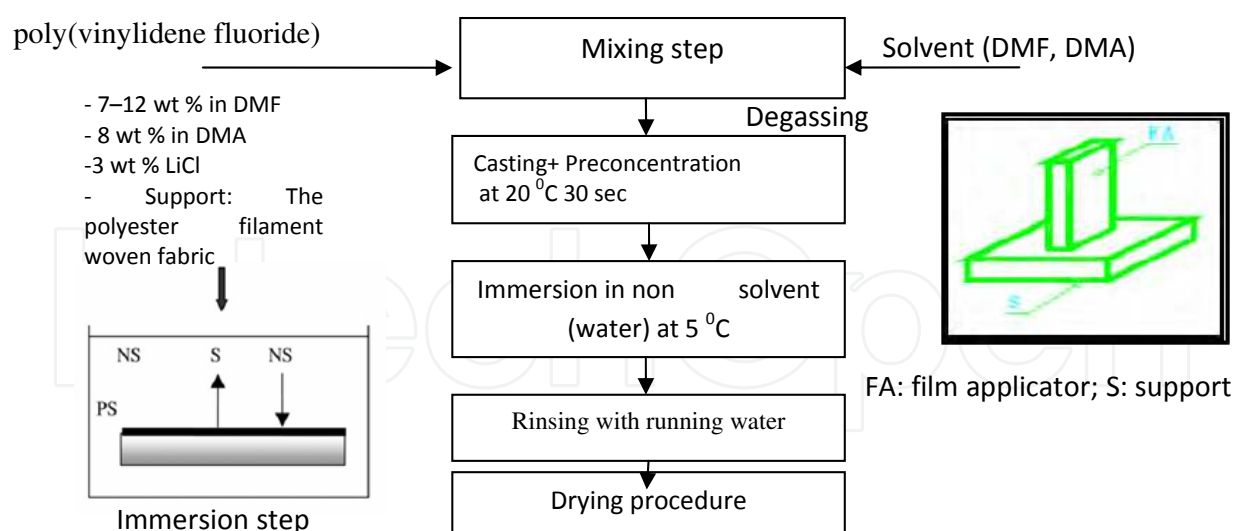 poly(vinylidene fluoride)
Mixing step
Solvent (DMF, DMA)
- 7–12 wt % in DMF
- 8 wt % in DMA
-3 wt % LiCl
- Support: The
polyester filament
woven fabric
Degassing
Casting+ Preconcentration
at 20 ⁰C 30 sec
FA
S
Immersion in non solvent
(water) at 5 ⁰C
NS S NS
PS
FA: film applicator; S: support
Rinsing with running water
Drying procedure
Immersion step
InTechOpen